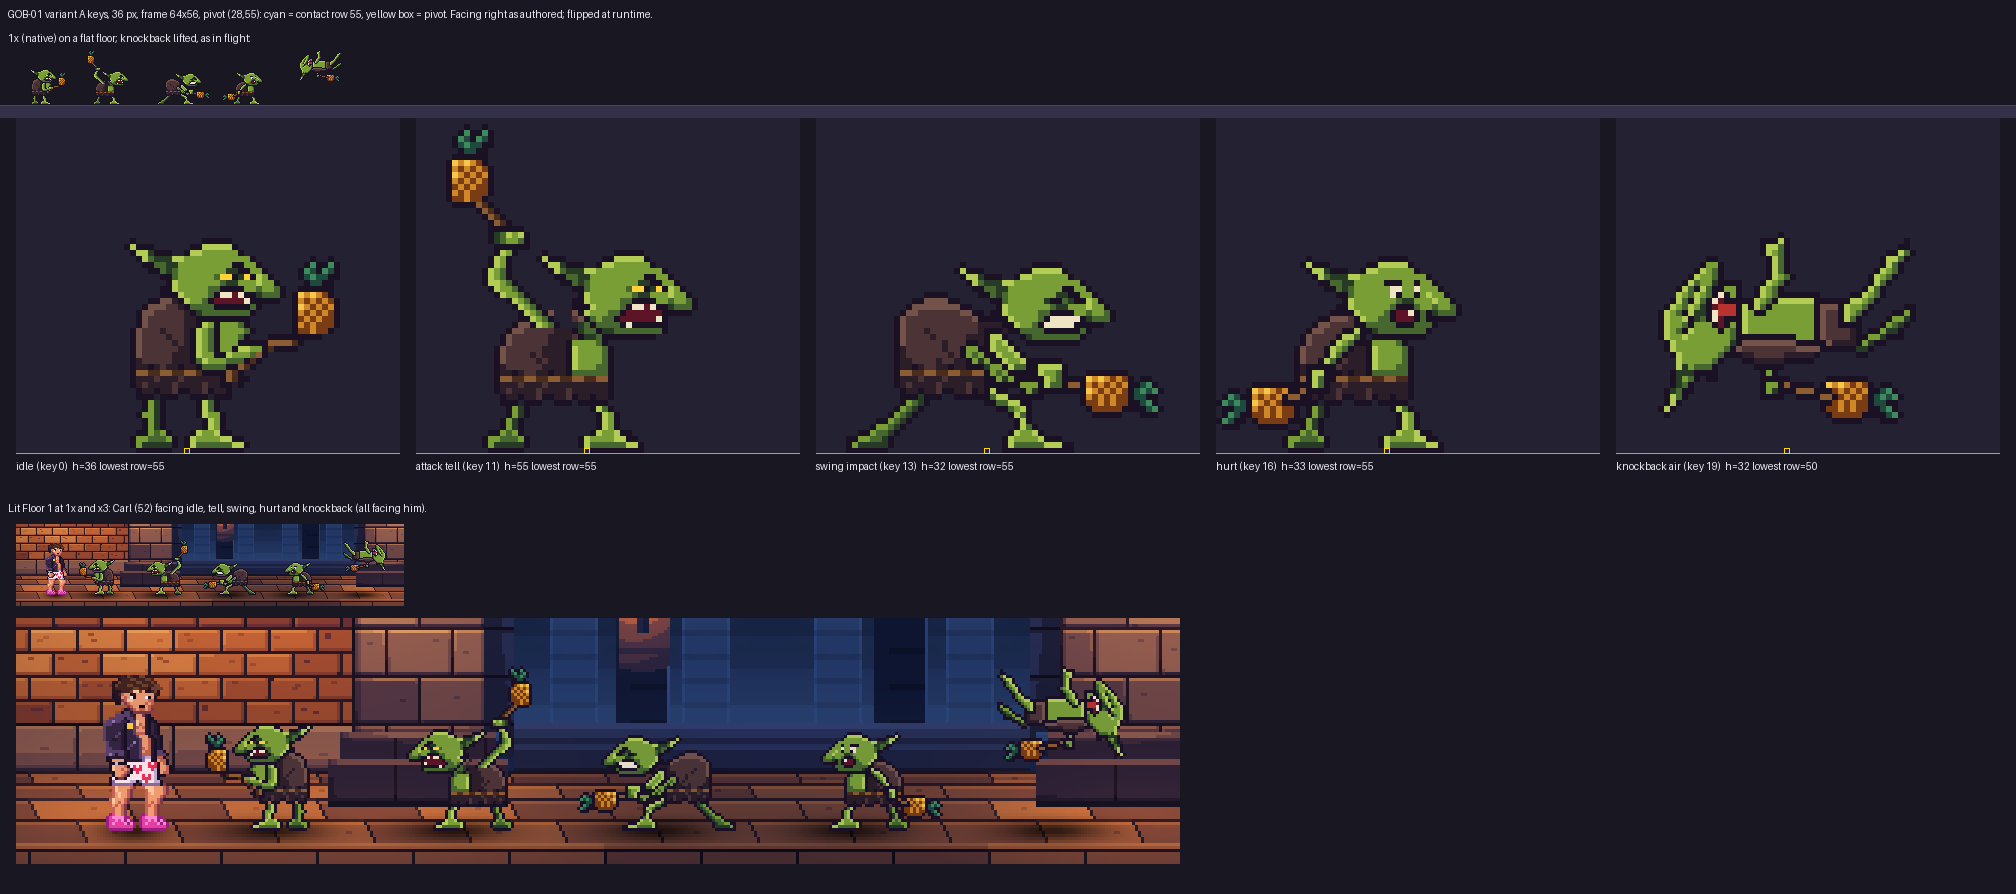 GOB-01 variant A keys, 36 px, frame 64x56, pivot (28,55): cyan = contact row 55, yellow box = pivot. Facing right as authored; flipped at runtime.
1x (native) on a flat floor; knockback lifted, as in flight
idle (key 0) h=36 lowest row=55
attack tell (key 11) h=55 lowest row=55
swing impact (key 13) h=32 lowest row=55
hurt (key 16) h=33 lowest row=55
knockback air (key 19) h=32 lowest row=50
Lit Floor 1 at 1x and x3: Carl (52) facing idle, tell, swing, hurt and knockback (all facing him).